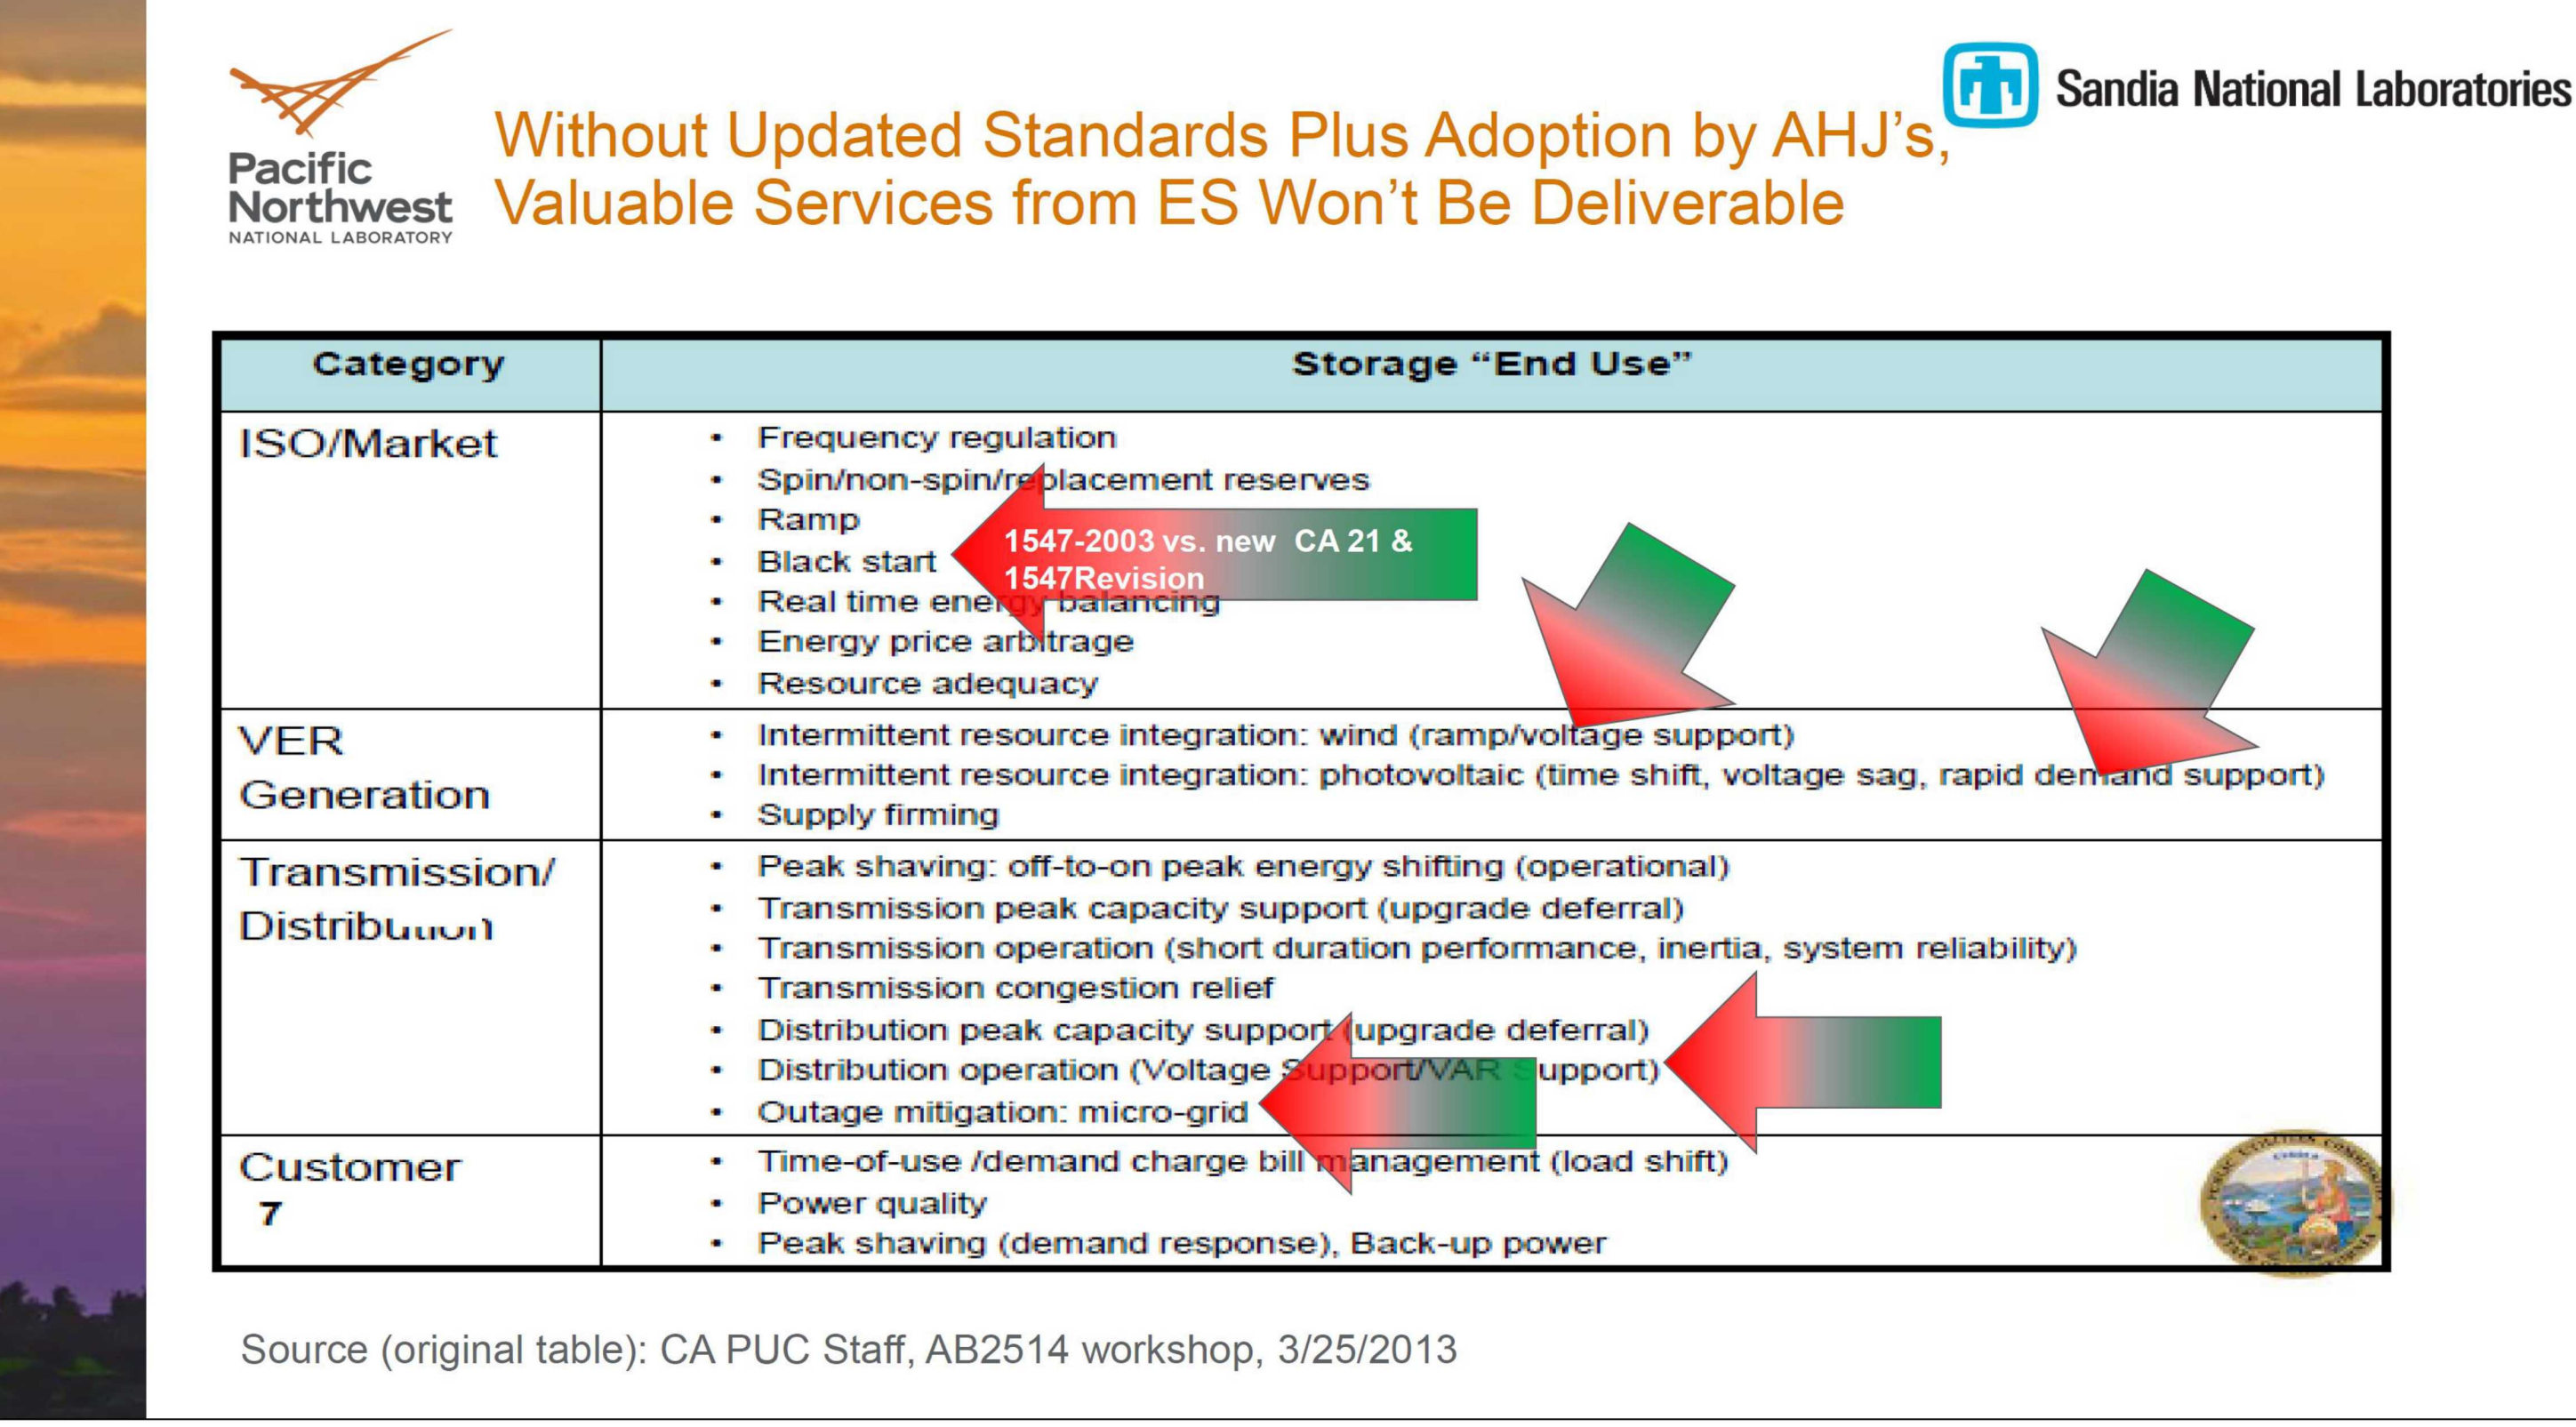 Pacific
Northwest
NATIONAL LABORATORY
Sandia National Laboratories
Without Updated Standards Plus Adoption by AHJ's,
Valuable Services from ES Won't Be Deliverable
Category
Storage “End Use”
ISO/Market
• Frequency regulation
• Spin/non-spin/replacement reserves
• Ramp
• Black start
• Real time energy balancing
• Energy price arbitrage
• Resource adequacy
1547-2003 vs. new CA 21 &
1547Revision
VER
Generation
• Intermittent resource integration: wind (ramp/voltage support)
• Intermittent resource integration: photovoltaic (time shift, voltage sag, rapid demand support)
• Supply firming
Transmission/
Distribution
• Peak shaving: off-to-on peak energy shifting (operational)
• Transmission peak capacity support (upgrade deferral)
• Transmission operation (short duration performance, inertia, system reliability)
• Transmission congestion relief
• Distribution peak capacity support (upgrade deferral)
• Distribution operation (Voltage Support/VAR Support)
• Outage mitigation: micro-grid
Customer
7
• Time-of-use /demand charge bill management (load shift)
• Power quality
• Peak shaving (demand response), Back-up power
Source (original table): CA PUC Staff, AB2514 workshop, 3/25/2013